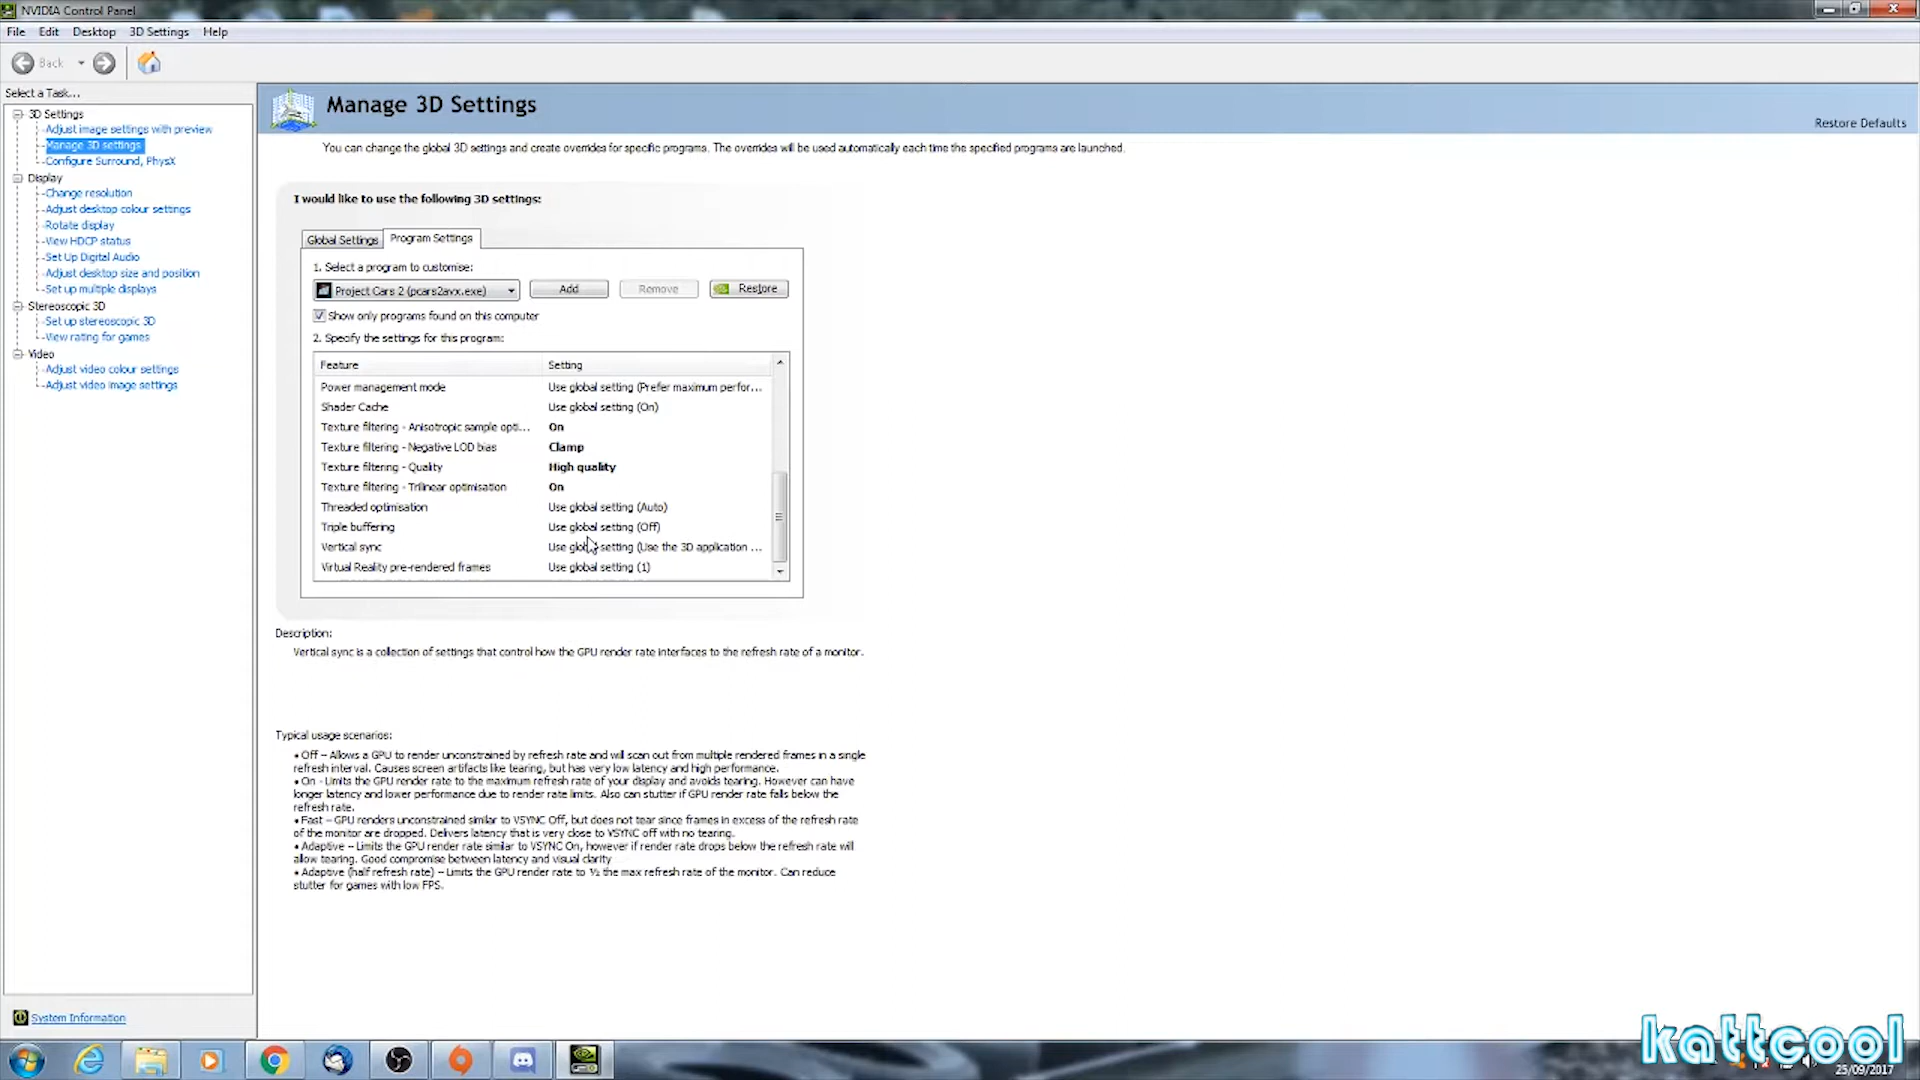 NVIDIA Control Panel
File Edit Desktop 3D Settings Help
Back
Select a Task...
3D Settings
Adjust image settings with preview
Manage 3D settings
Configure Surround, PhysX
Display
Change resolution
Adjust desktop colour settings
Rotate display
View HDCP status
Set Up Digital Audio
Adjust desktop size and position
Set up multiple displays
Stereoscopic 3D
Set up stereoscopic 3D
View rating for games
Video
Adjust video colour settings
Adjust video image settings
System Information
Manage 3D Settings
Restore Defaults
You can change the global 3D settings and create overrides for specific programs. The overrides will be used automatically each time the specified programs are launched.
I would like to use the following 3D settings:
Global Settings Program Settings
1. Select a program to customise:
Project Cars 2 (pcars2avx.exe) Add Remove Restore
Show only programs found on this computer
2. Specify the settings for this program:
Feature Setting
Power management mode Use global setting (Prefer maximum perfor...
Shader Cache Use global setting (On)
Texture filtering - Anisotropic sample opti... On
Texture filtering - Negative LOD bias Clamp
Texture filtering - Quality High quality
Texture filtering - Trilinear optimisation On
Threaded optimisation Use global setting (Auto)
Triple buffering Use global setting (Off)
Vertical sync Use global setting (Use the 3D application ...
Virtual Reality pre-rendered frames Use global setting (1)
Description:
Vertical sync is a collection of settings that control how the GPU render rate interfaces to the refresh rate of a monitor.
Typical usage scenarios:
• Off – Allows a GPU to render unconstrained by refresh rate and will scan out from multiple rendered frames in a single
refresh interval. Causes screen artifacts like tearing, but has very low latency and high performance.
• On - Limits the GPU render rate to the maximum refresh rate of your display and avoids tearing. However can have
longer latency and lower performance due to render rate limits. Also can stutter if GPU render rate falls below the
refresh rate.
• Fast – GPU renders unconstrained similar to VSYNC Off, but does not tear since frames in excess of the refresh rate
of the monitor are dropped. Delivers latency that is very close to VSYNC off with no tearing.
• Adaptive – Limits the GPU render rate similar to VSYNC On, however if render rate drops below the refresh rate will
allow tearing. Good compromise between latency and visual clarity
• Adaptive (half refresh rate) – Limits the GPU render rate to ½ the max refresh rate of the monitor. Can reduce
stutter for games with low FPS.
kattcool
25/09/2017